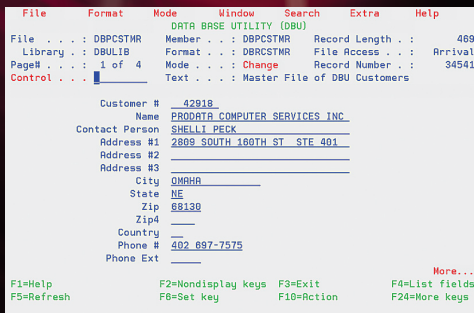 File Format Mode Window Search Extra Help
DATA BASE UTILITY (DBU)
File . . . . : DBPCSTMR Member . . : DBPCSTMR Record Length . : 469
Library . : DBULIB Format . . : DBRCSTMR File Access . . : Arrival
Page# . . . : 1 of 4 Mode . . . : Change Record Number . : 34541
Control . . . Text . . . : Master File of DBU Customers
Customer # 42918
Name PRODATA COMPUTER SERVICES INC
Contact Person SHELLI PECK
Address #1 2809 SOUTH 160TH ST STE 401
Address #2
Address #3
City OMAHA
State NE
Zip 68130
Zip4
Country
Phone # 402 697-7575
Phone Ext
More...
F1=Help F2=Nondisplay keys F3=Exit F4=List fields
F5=Refresh F6=Set key F10=Action F24=More keys